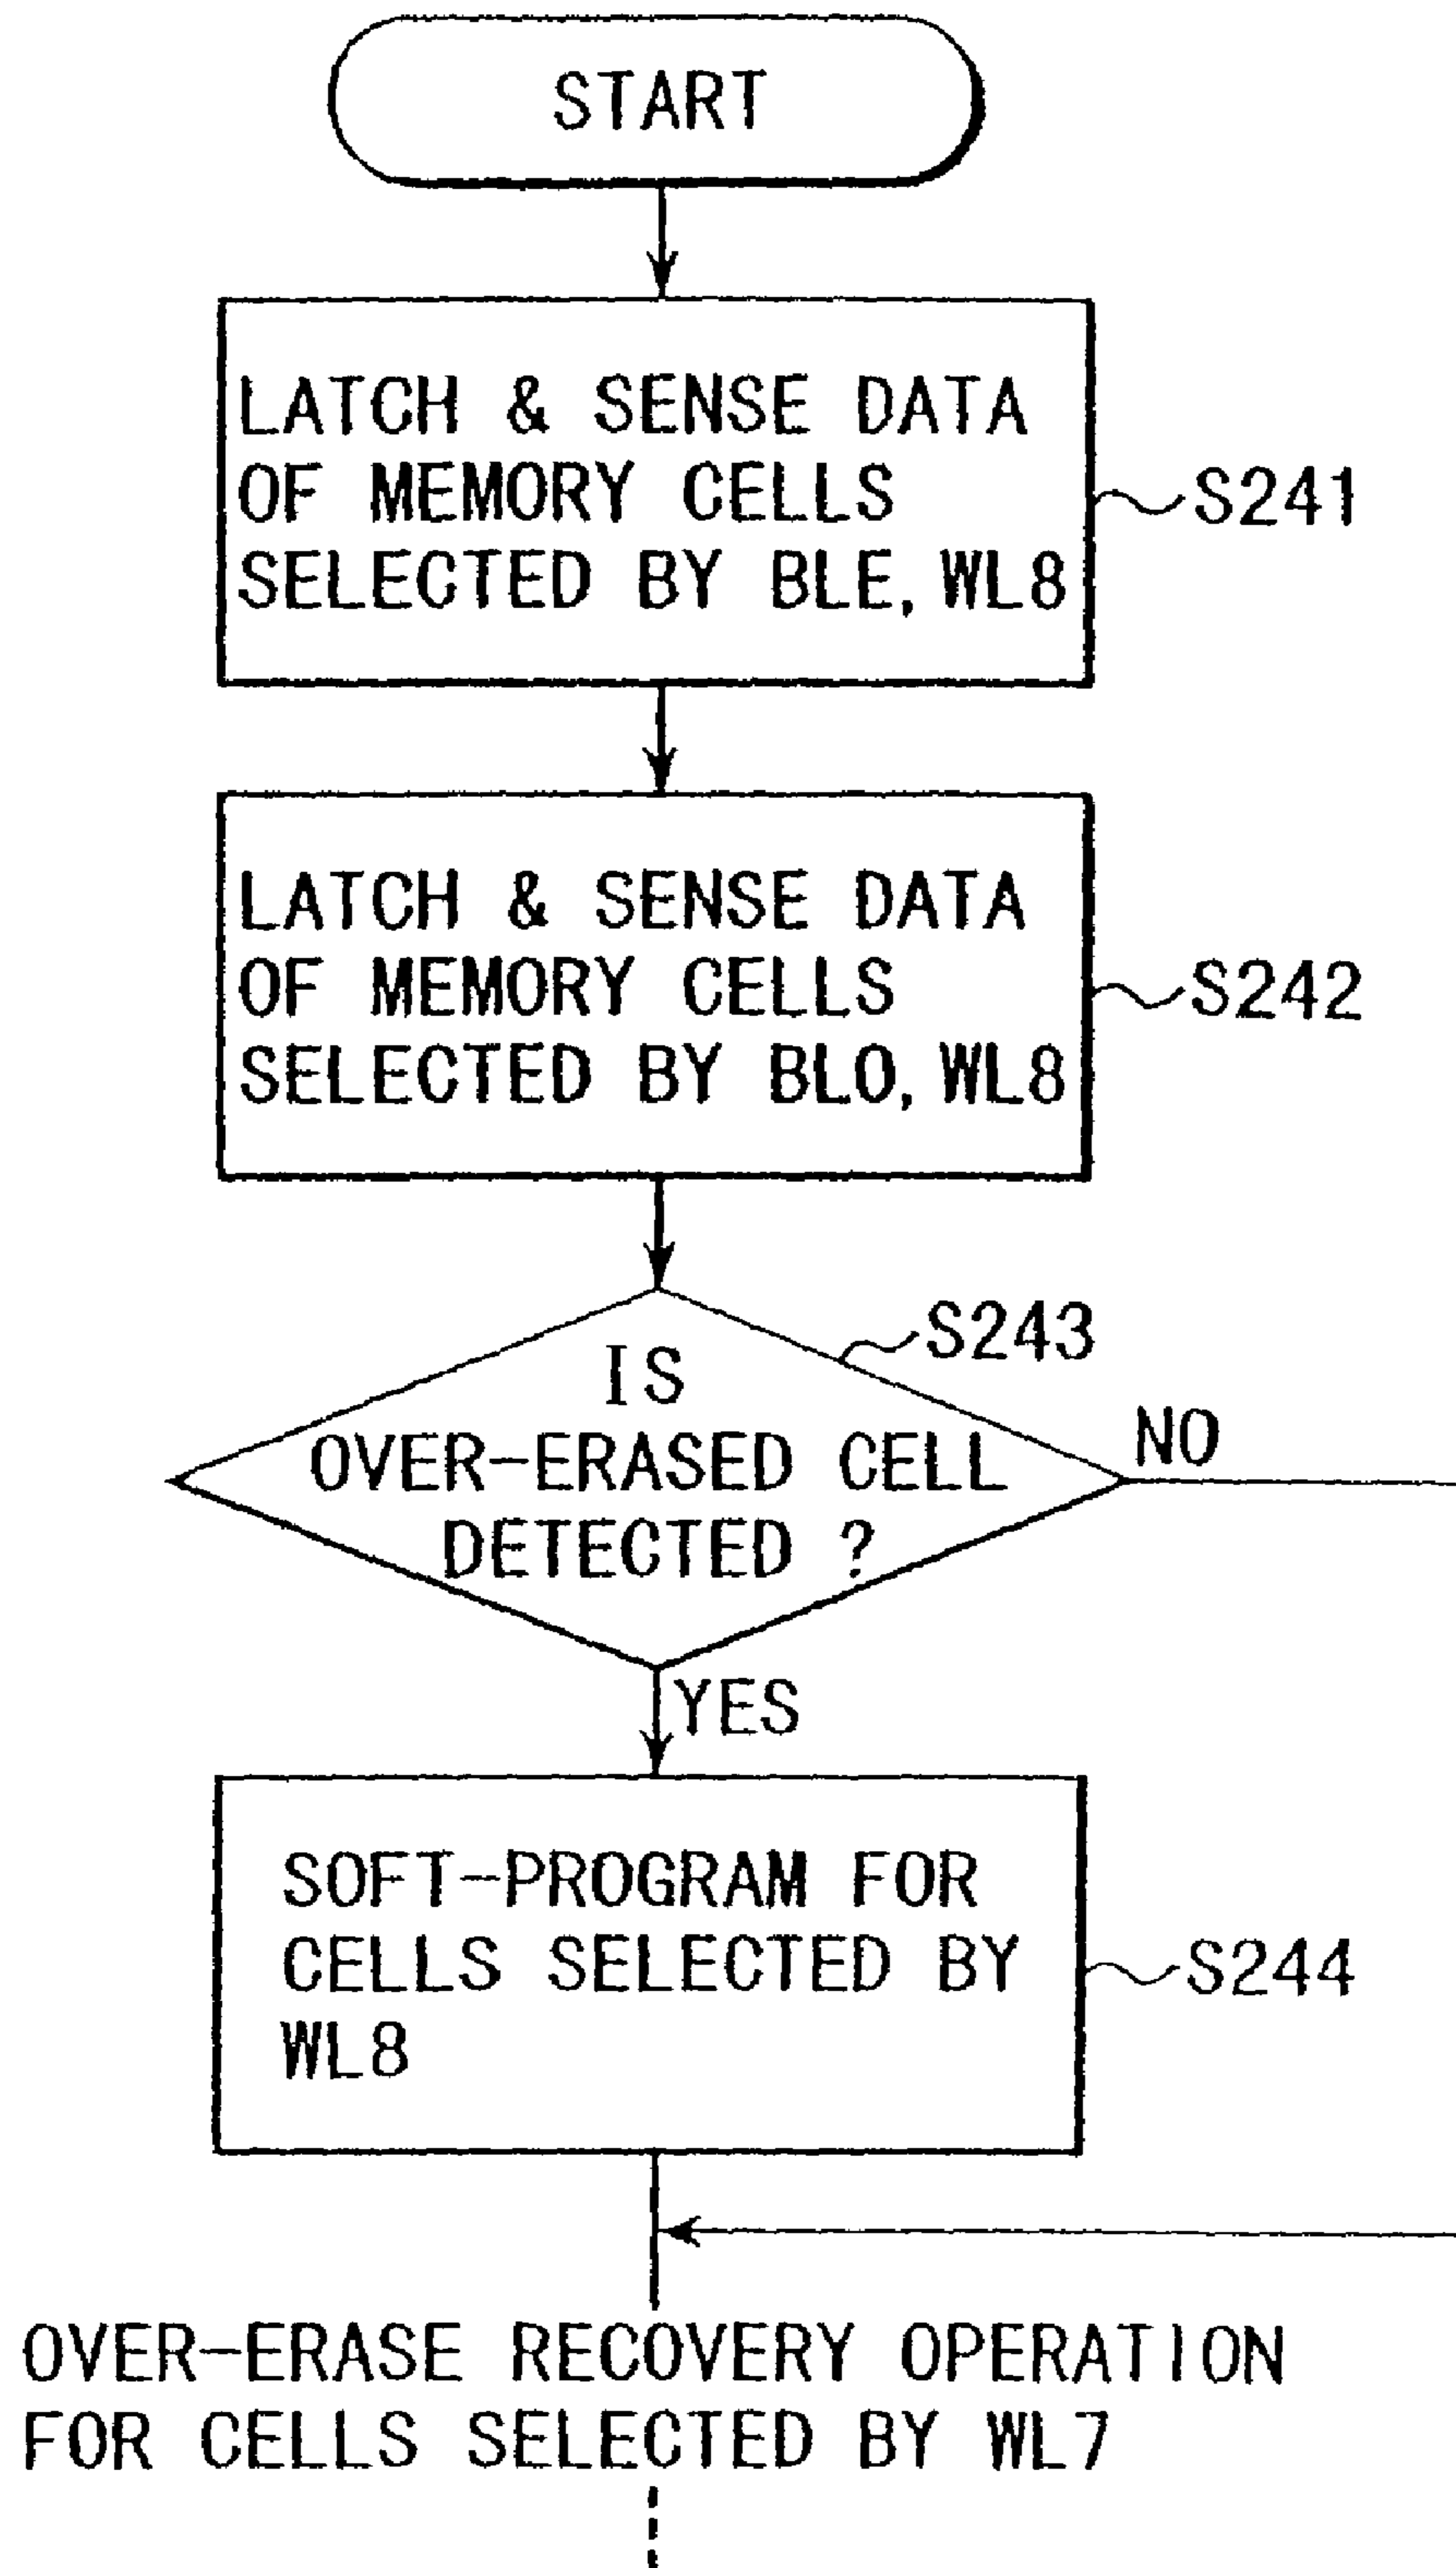 START
LATCH & SENSE DATA
OF MEMORY CELLS
SELECTED BY BLE, WL8
S241
LATCH & SENSE DATA
OF MEMORY CELLS
SELECTED BY BLO, WL8
S242
S243
IS
OVER-ERASED CELL
DETECTED ?
NO
YES
SOFT-PROGRAM FOR
CELLS SELECTED BY
WL8
S244
OVER-ERASE RECOVERY OPERATION
FOR CELLS SELECTED BY WL7